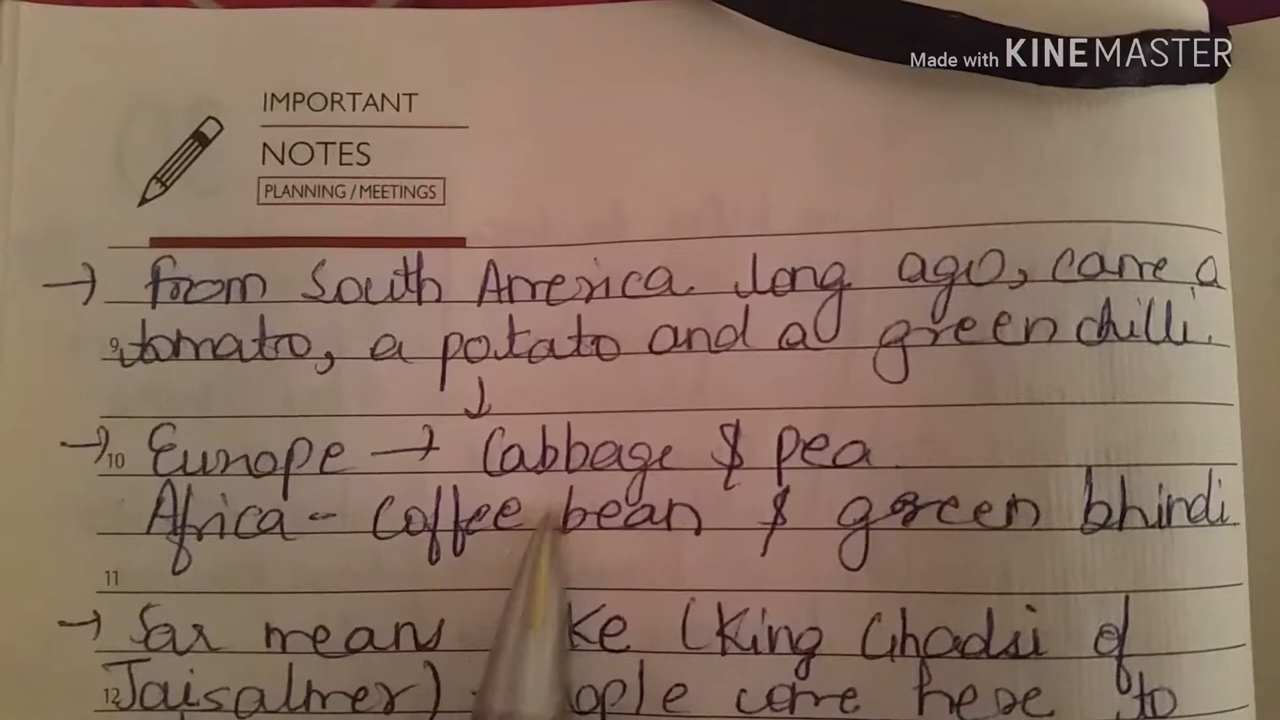 Made with KINEMASTER
IMPORTANT
NOTES
PLANNING / MEETINGS
→ from South America long ago, came a
9 tomato, a potato and a green chilli.
↓
→ 10 Europe → Cabbage & pea
Africa - Coffee bean & green bhindi
11
→ Sar means ke (King Ghadsi of
12 Jaisalmer) ople come here to